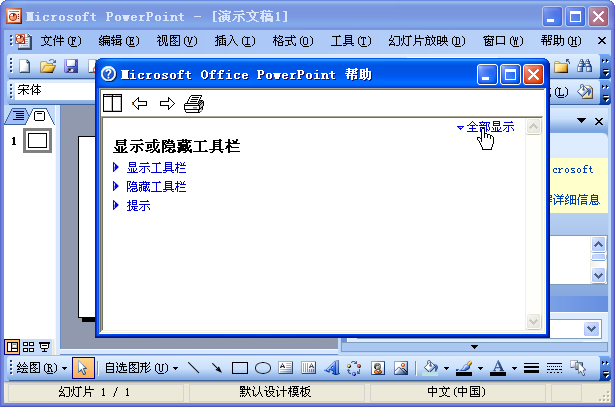 Microsoft PowerPoint - [演示文稿1]
文件(F) 编辑(E) 视图(V) 插入(I) 格式(O) 工具(T) 幻灯片放映(D) 窗口(W) 帮助(H)
宋体
(L)
Microsoft Office PowerPoint 帮助
全部显示
显示或隐藏工具栏
显示工具栏
隐藏工具栏
提示
1
crosoft
详细信息
绘图(R) 自选图形(U)
幻灯片 1 / 1 默认设计模板 中文(中国)